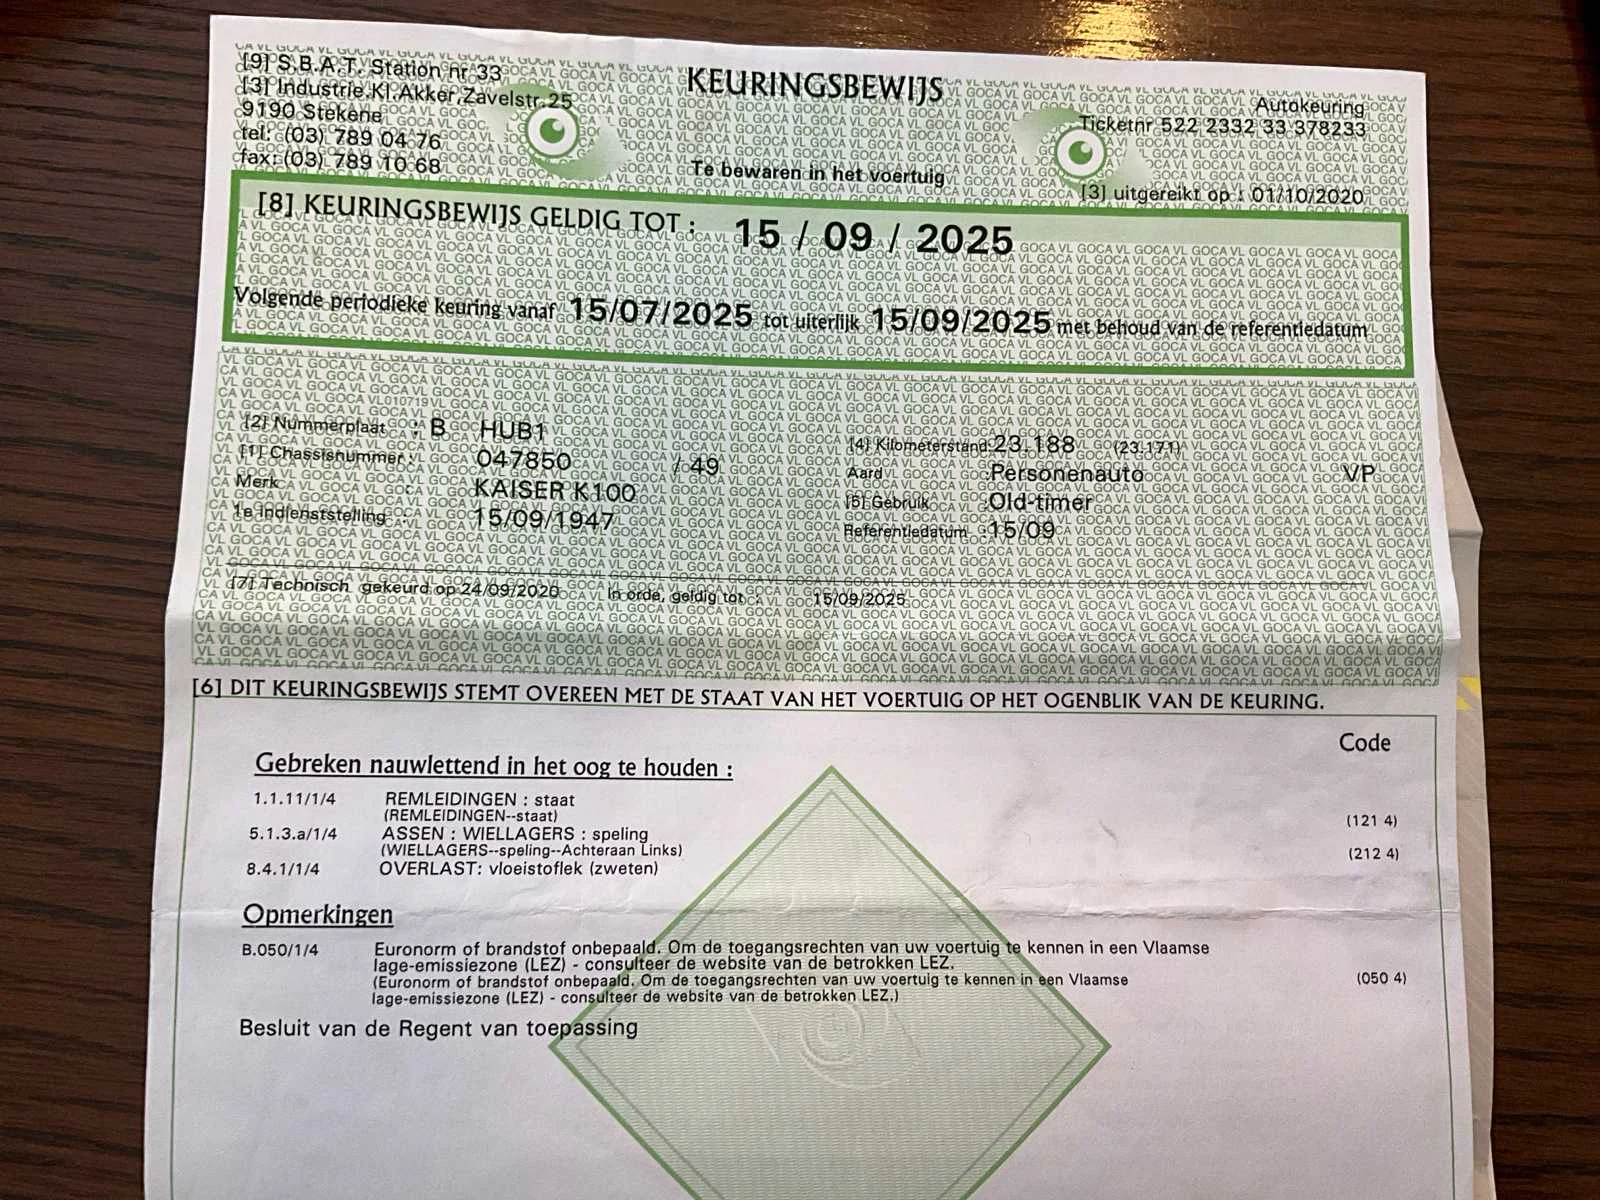 [9] S.B.A.T. Station nr 33
[3] Industrie.Kl.Akker,Zavelstr.25
9190 Stekene
tel: (03) 789 04 76
fax: (03) 789 10 68
KEURINGSBEWIJS
Te bewaren in het voertuig
Autokeuring
Ticketnr 522 2332 33 378233
[3] uitgereikt op : 01/10/2020
[8] KEURINGSBEWIJS GELDIG TOT : 15 / 09 / 2025
Volgende periodieke keuring vanaf 15/07/2025 tot uiterlijk 15/09/2025 met behoud van de referentiedatum
[2] Nummerplaat : B HUB1
[1] Chassisnummer : 047850 / 49
Merk : KAISER K100
1e indienststelling : 15/09/1947
[4] Kilometerstand: 23.188 (23.171)
Aard : Personenauto VP
[5] Gebruik : Old-timer
Referentiedatum : 15/09
[7] Technisch gekeurd op 24/09/2020 In orde, geldig tot : 15/09/2025
[6] DIT KEURINGSBEWIJS STEMT OVEREEN MET DE STAAT VAN HET VOERTUIG OP HET OGENBLIK VAN DE KEURING.
Code
Gebreken nauwlettend in het oog te houden :
1.1.11/1/4 REMLEIDINGEN : staat
(REMLEIDINGEN--staat) (121 4)
5.1.3.a/1/4 ASSEN : WIELLAGERS : speling
(WIELLAGERS--speling--Achteraan Links) (212 4)
8.4.1/1/4 OVERLAST: vloeistoflek (zweten)
Opmerkingen
B.050/1/4 Euronorm of brandstof onbepaald. Om de toegangsrechten van uw voertuig te kennen in een Vlaamse
lage-emissiezone (LEZ) - consulteer de website van de betrokken LEZ.
(Euronorm of brandstof onbepaald. Om de toegangsrechten van uw voertuig te kennen in een Vlaamse (050 4)
lage-emissiezone (LEZ) - consulteer de website van de betrokken LEZ.)
Besluit van de Regent van toepassing